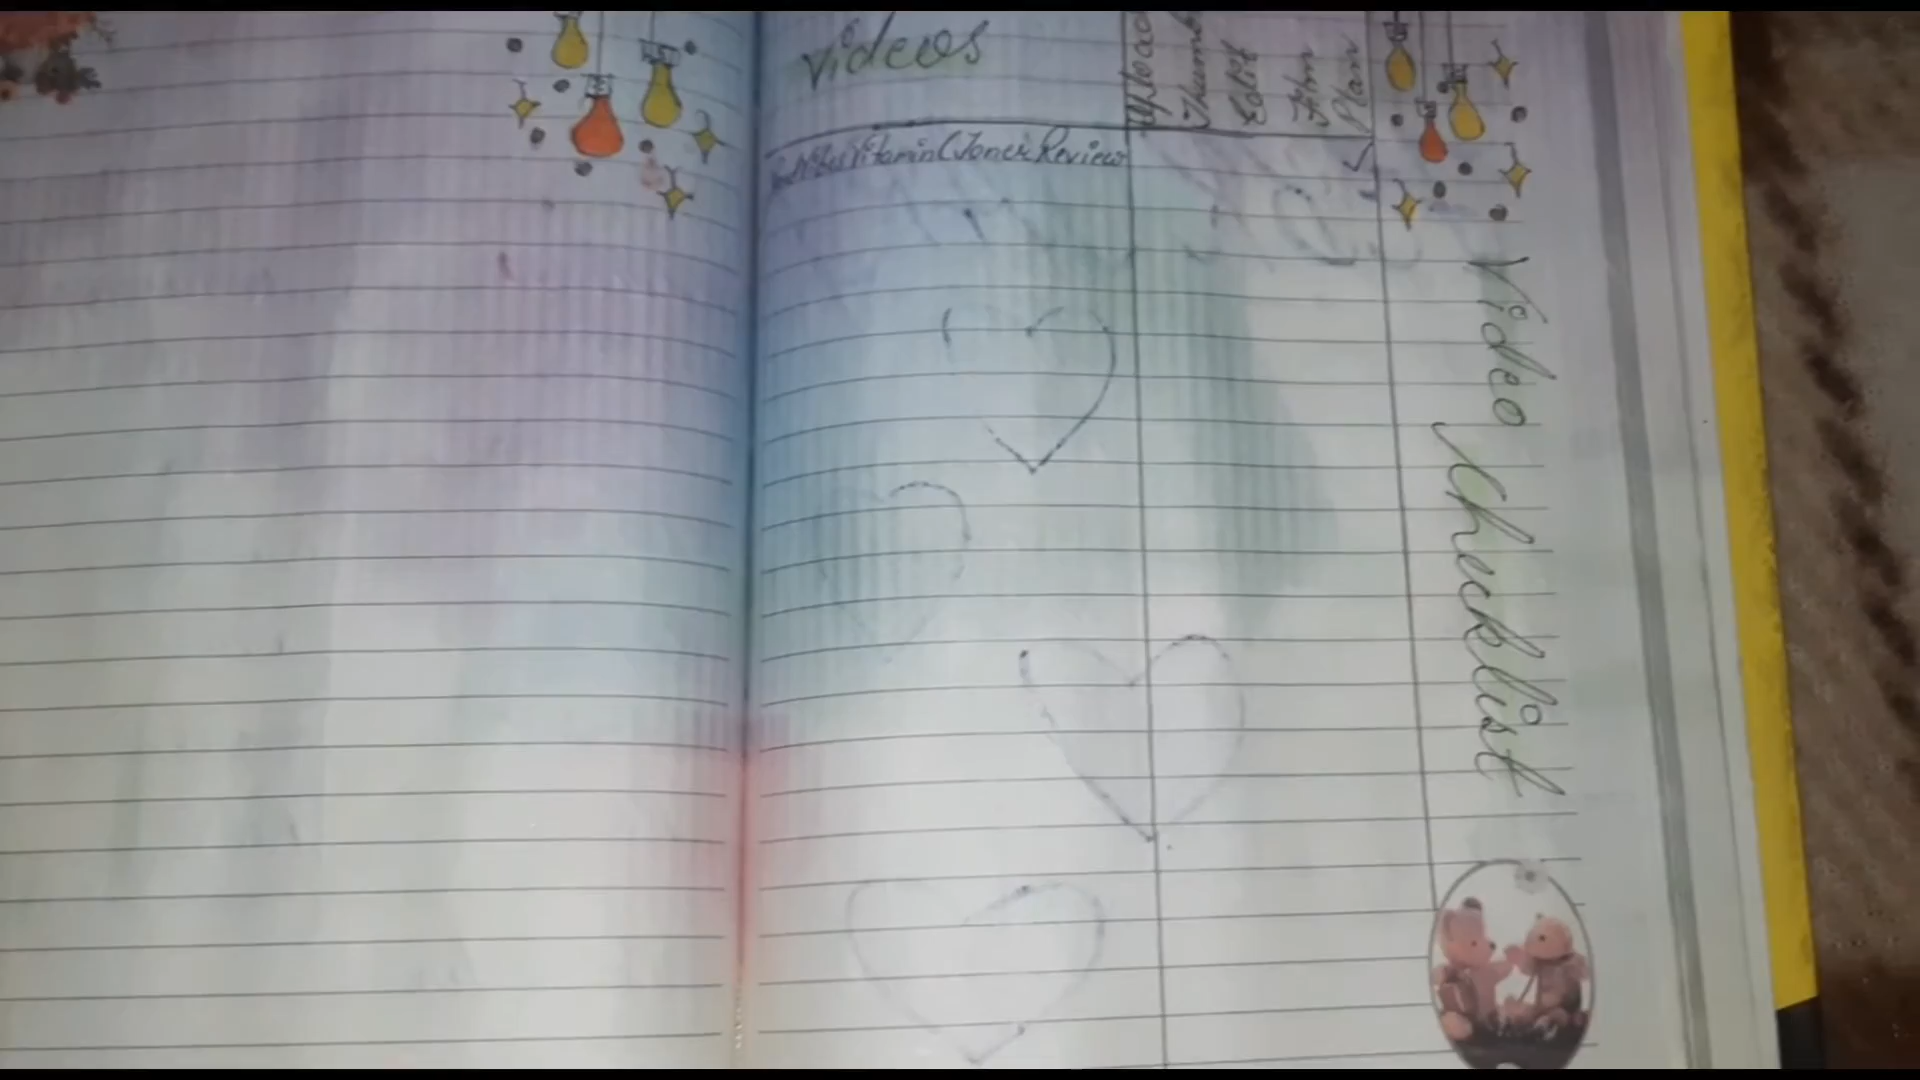 Videos
Upload
Thumb
Edit
Film
Plan
Vitamin C Toner Review
Video Checklist